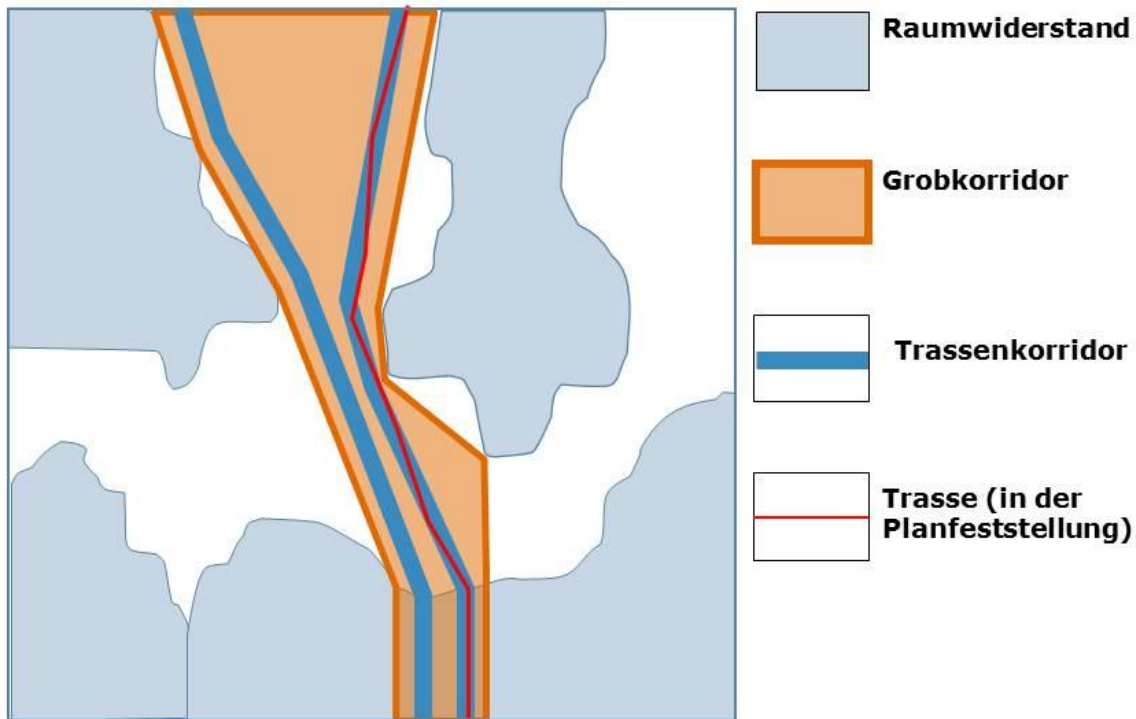 Raumwiderstand
Grobkorridor
Trassenkorridor
Trasse (in der
Planfeststellung)